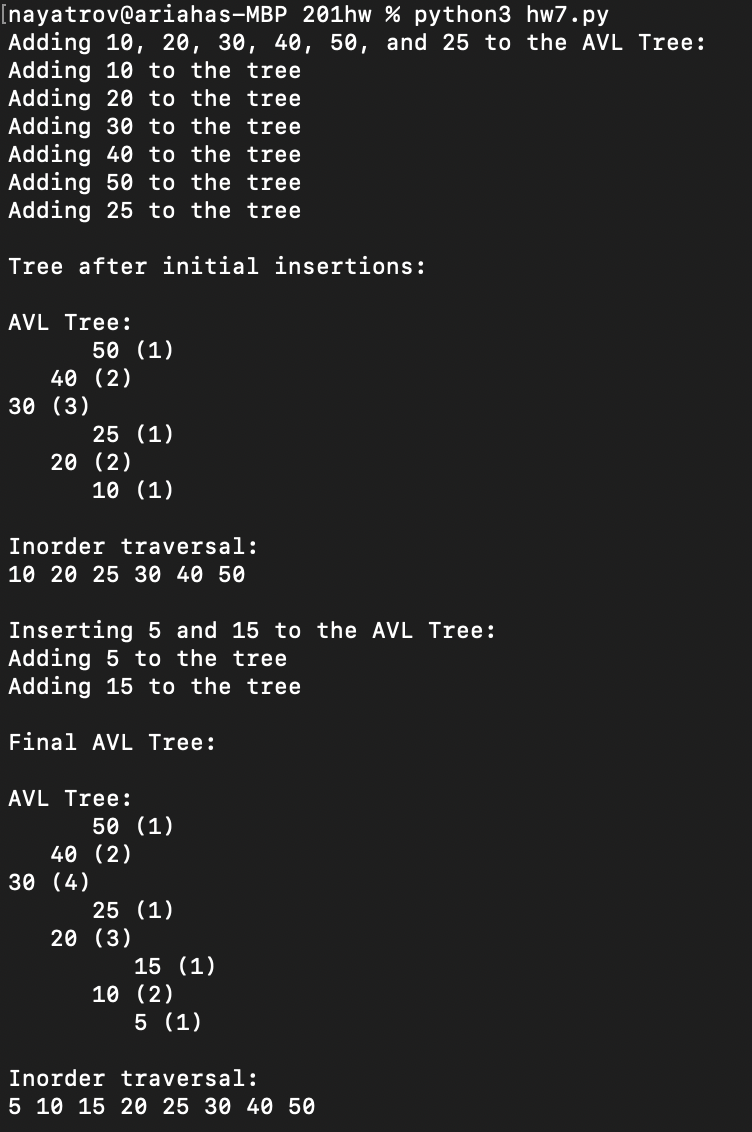 [nayatrov@ariahas-MBP 201hw % python3 hw7.py
Adding 10, 20, 30, 40, 50, and 25 to the AVL Tree:
Adding 10 to the tree
Adding 20 to the tree
Adding 30 to the tree
Adding 40 to the tree
Adding 50 to the tree
Adding 25 to the tree

Tree after initial insertions:

AVL Tree:
      50 (1)
   40 (2)
30 (3)
      25 (1)
   20 (2)
      10 (1)

Inorder traversal:
10 20 25 30 40 50

Inserting 5 and 15 to the AVL Tree:
Adding 5 to the tree
Adding 15 to the tree

Final AVL Tree:

AVL Tree:
      50 (1)
   40 (2)
30 (4)
      25 (1)
   20 (3)
         15 (1)
      10 (2)
         5 (1)

Inorder traversal:
5 10 15 20 25 30 40 50